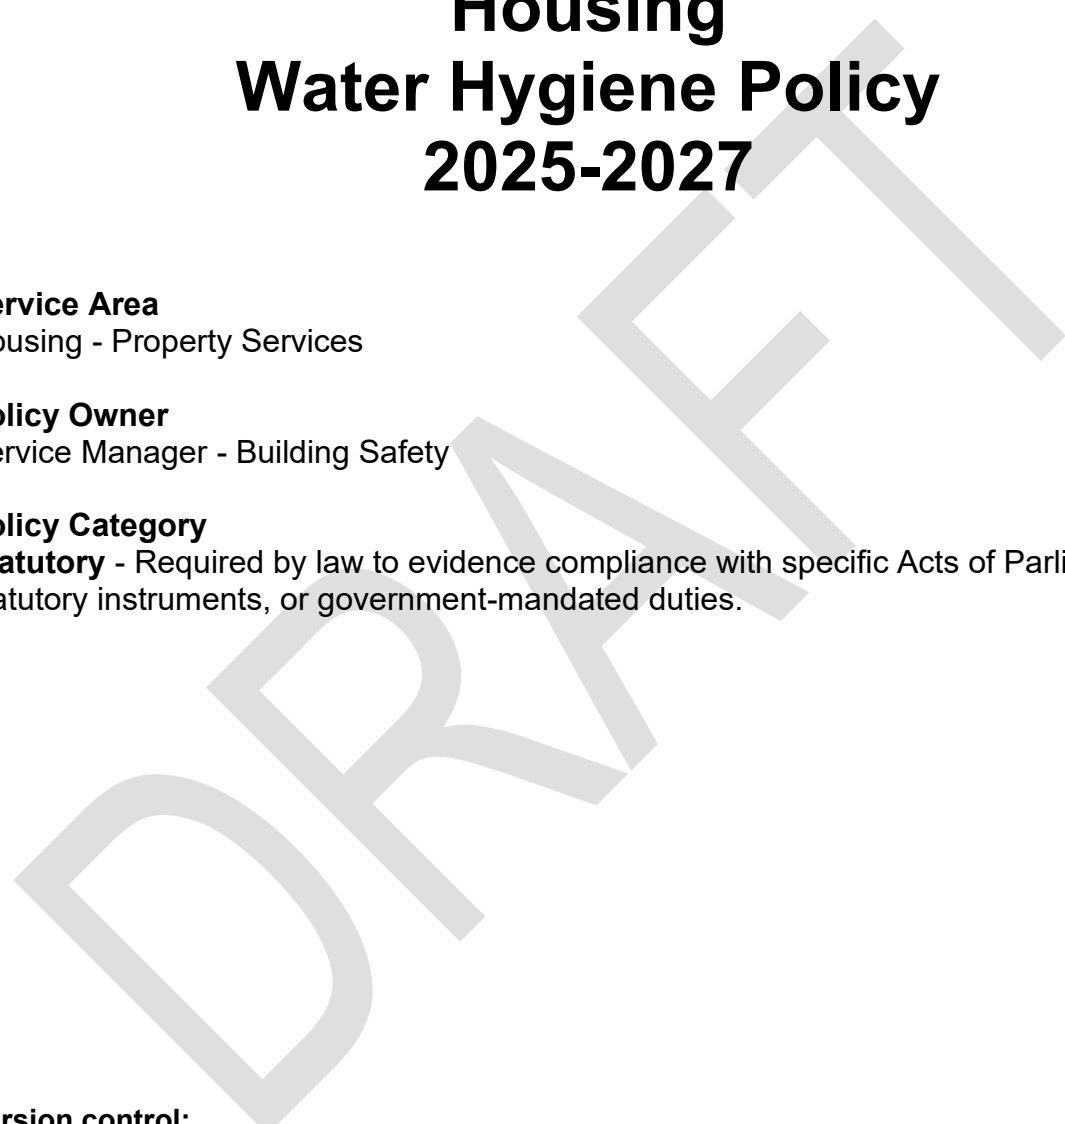 Housing
Water Hygiene Policy
2025-2027
ervice Area
ousing - Property Services
olicy Owner
ervice Manager - Building Safety
olicy Category
atutory - Required by law to evidence compliance with specific Acts of Parli
atutory instruments, or government-mandated duties.
rsion control:
DRAFT